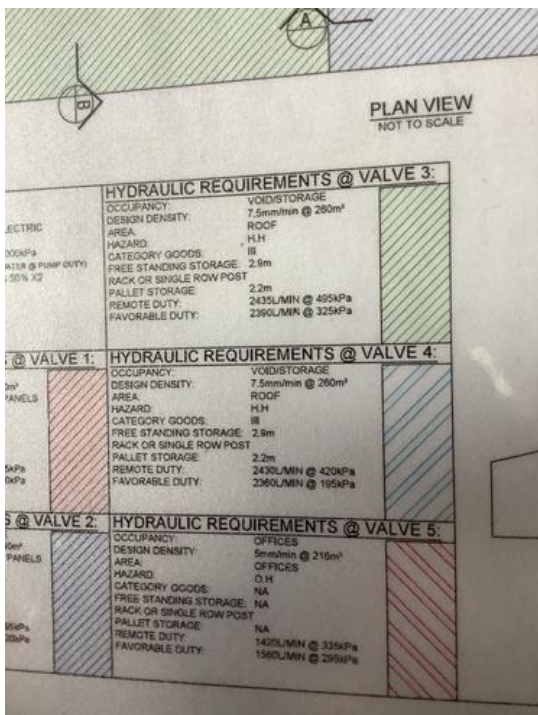 A
B
PLAN VIEW
NOT TO SCALE
HYDRAULIC REQUIREMENTS @ VALVE 3:
OCCUPANCY: VOID/STORAGE
DESIGN DENSITY: 7.5mm/min @ 260m²
AREA: ROOF
HAZARD: H.H
CATEGORY GOODS: III
FREE STANDING STORAGE: 2.9m
RACK OR SINGLE ROW POST
PALLET STORAGE: 2.2m
REMOTE DUTY: 2435L/MIN @ 495kPa
FAVORABLE DUTY: 2390L/MIN @ 325kPa
ECTRIC
000kPa
WATER @ PUMP DUTY)
50% X2
@ VALVE 1:
PANELS
HYDRAULIC REQUIREMENTS @ VALVE 4:
OCCUPANCY: VOID/STORAGE
DESIGN DENSITY: 7.5mm/min @ 260m²
AREA: ROOF
HAZARD: H.H
CATEGORY GOODS: III
FREE STANDING STORAGE: 2.9m
RACK OR SINGLE ROW POST
PALLET STORAGE: 2.2m
REMOTE DUTY: 2430L/MIN @ 420kPa
FAVORABLE DUTY: 2360L/MIN @ 195kPa
@ VALVE 2:
PANELS
HYDRAULIC REQUIREMENTS @ VALVE 5:
OCCUPANCY: OFFICES
DESIGN DENSITY: 5mm/min @ 216m²
AREA: OFFICES
HAZARD: O.H
CATEGORY GOODS: NA
FREE STANDING STORAGE: NA
RACK OR SINGLE ROW POST
PALLET STORAGE: NA
REMOTE DUTY: 1420L/MIN @ 335kPa
FAVORABLE DUTY: 1560L/MIN @ 295kPa